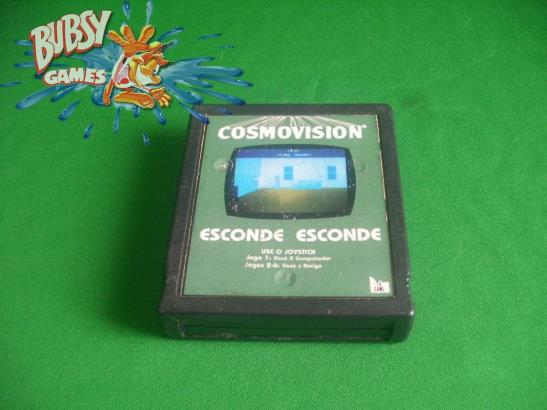 BUBSY
GAMES
COSMOVISION®
ESCONDE ESCONDE
USE O JOYSTICK
Jogo 1: Você X Computador
Jogos 2-4: Você x Amigo